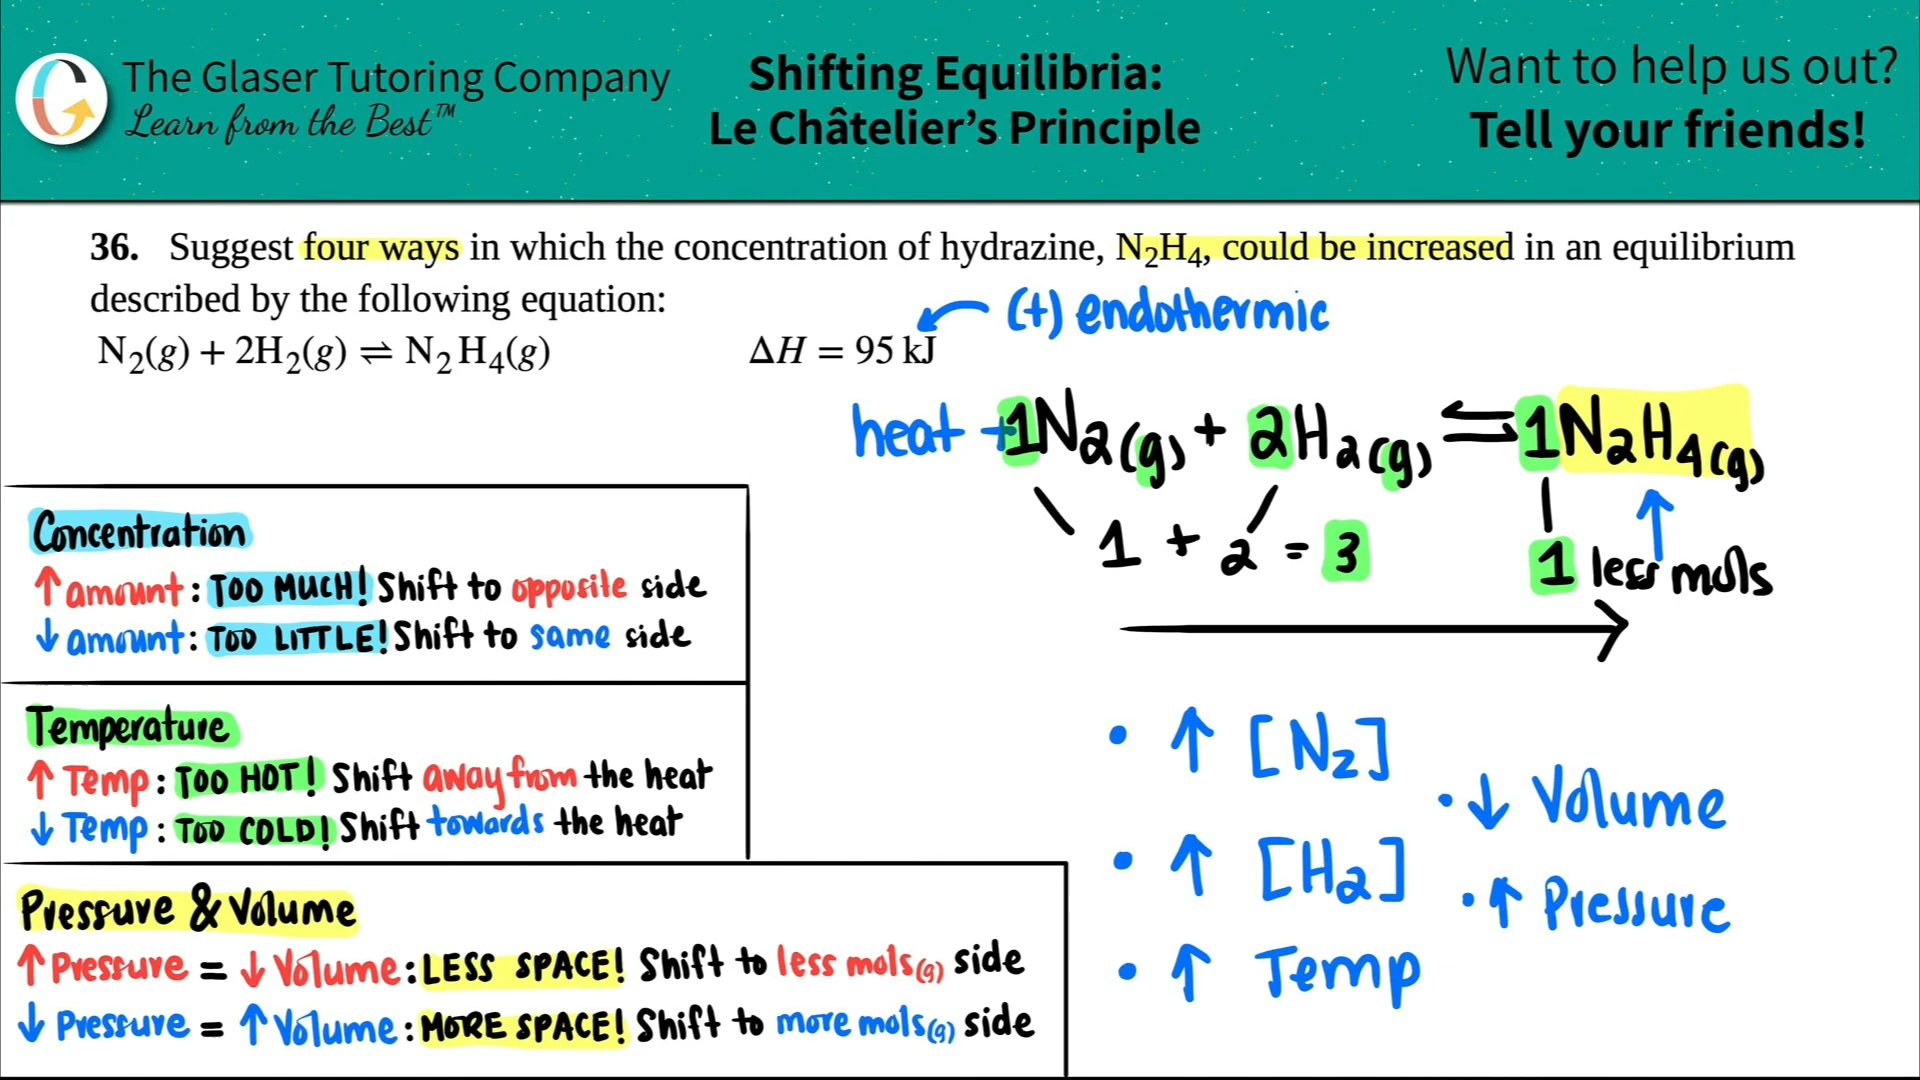 The Glaser Tutoring Company
Learn from the Best™
Shifting Equilibria:
Le Châtelier’s Principle
Want to help us out?
Tell your friends!
36. Suggest four ways in which the concentration of hydrazine, N₂H₄, could be increased in an equilibrium
described by the following equation:
N₂(g) + 2H₂(g) ⇌ N₂H₄(g) ΔH = 95 kJ
(+) endothermic
heat + 1N₂(g) + 2H₂(g) ⇌ 1N₂H₄(g)
1 + 2 = 3
1 less mols
Concentration
↑ amount: TOO MUCH! Shift to opposite side
↓ amount: TOO LITTLE! Shift to same side
Temperature
↑ Temp: TOO HOT! Shift away from the heat
↓ Temp: TOO COLD! Shift towards the heat
Pressure & Volume
↑ Pressure = ↓ Volume: LESS SPACE! Shift to less mols(g) side
↓ Pressure = ↑ Volume: MORE SPACE! Shift to more mols(g) side
• ↑ [N₂]
• ↑ [H₂]
• ↑ Temp
• ↓ Volume
• ↑ Pressure